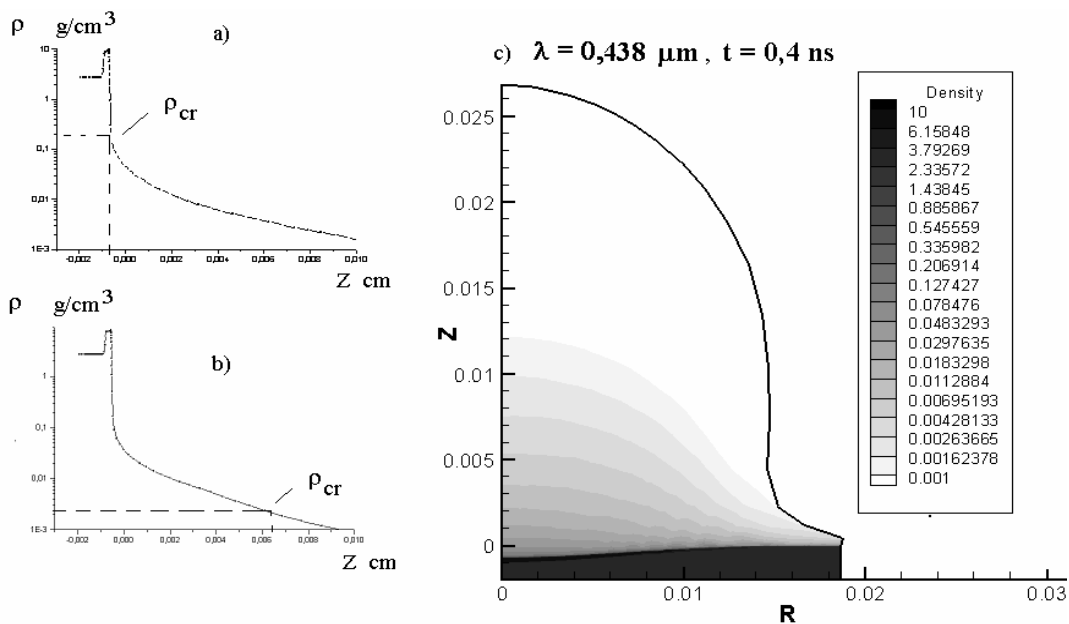 ρ g/cm³
a)
10
1
0,1
0,01
1E-3
ρcr
-0,002 0,000 0,002 0,004 0,006 0,008 0,010
Z cm
ρ g/cm³
b)
1
0,1
0,01
1E-3
ρcr
-0,002 0,000 0,002 0,004 0,006 0,008 0,010
Z cm
c) λ = 0,438 μm , t = 0,4 ns
0.025
0.02
0.015
Z
0.01
0.005
0
0 0.01 0.02 0.03
R
Density
10
6.15848
3.79269
2.33572
1.43845
0.885867
0.545559
0.335982
0.206914
0.127427
0.078476
0.0483293
0.0297635
0.0183298
0.0112884
0.00695193
0.00428133
0.00263665
0.00162378
0.001